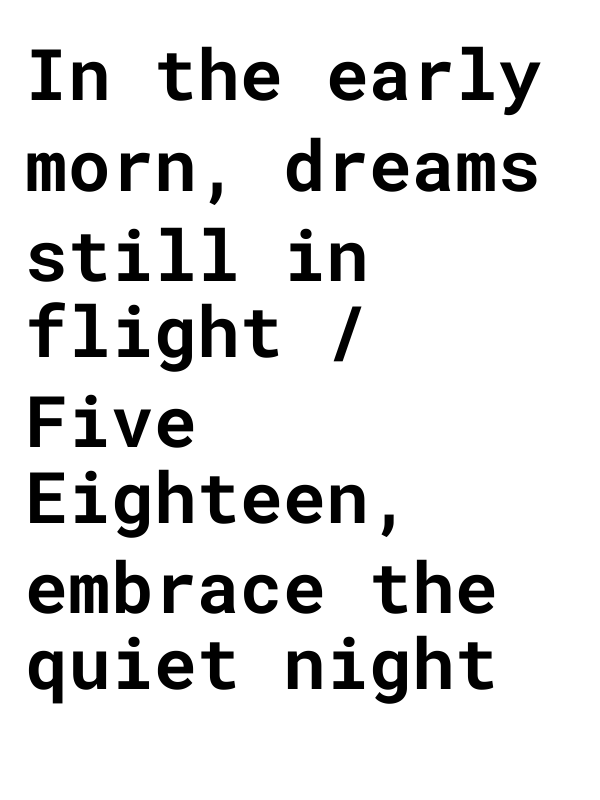 In the early
morn, dreams
still in
flight /
Five
Eighteen,
embrace the
quiet night